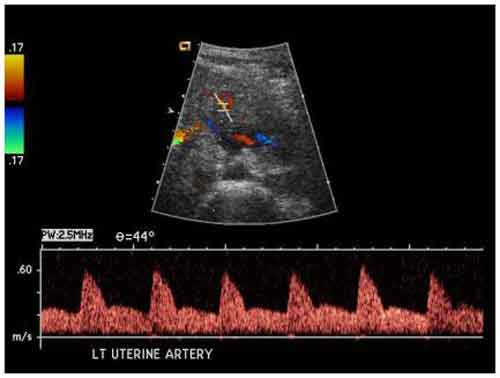 .17
.17
PW:2.5MHz θ=44°
.60
m/s
LT UTERINE ARTERY